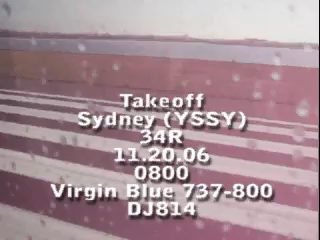 Takeoff
Sydney (YSSY)
34R
11.20.06
0800
Virgin Blue 737-800
DJ814